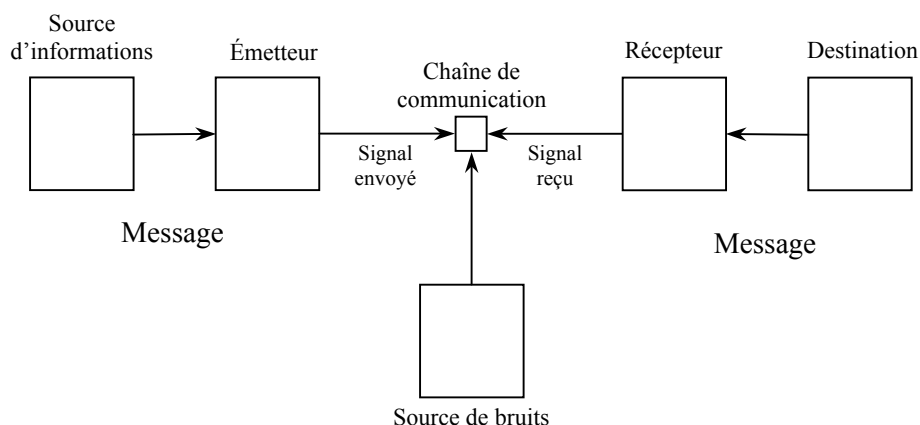 Source
d’informations
Émetteur
Chaîne de
communication
Récepteur
Destination
Signal
envoyé
Signal
reçu
Message
Message
Source de bruits